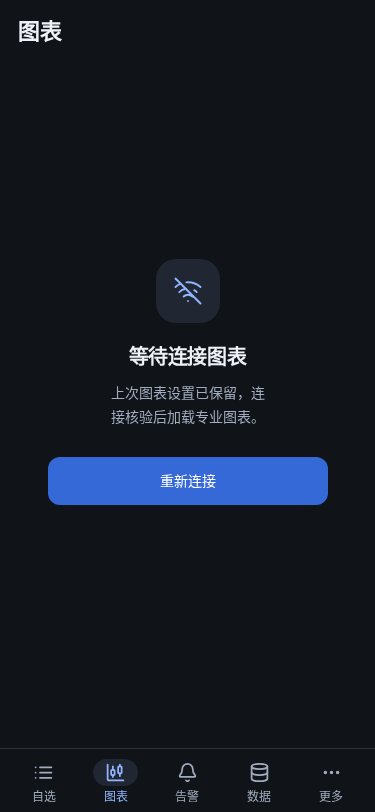 图表
等待连接图表
上次图表设置已保留，连
接核验后加载专业图表。
重新连接
自选
图表
告警
数据
更多